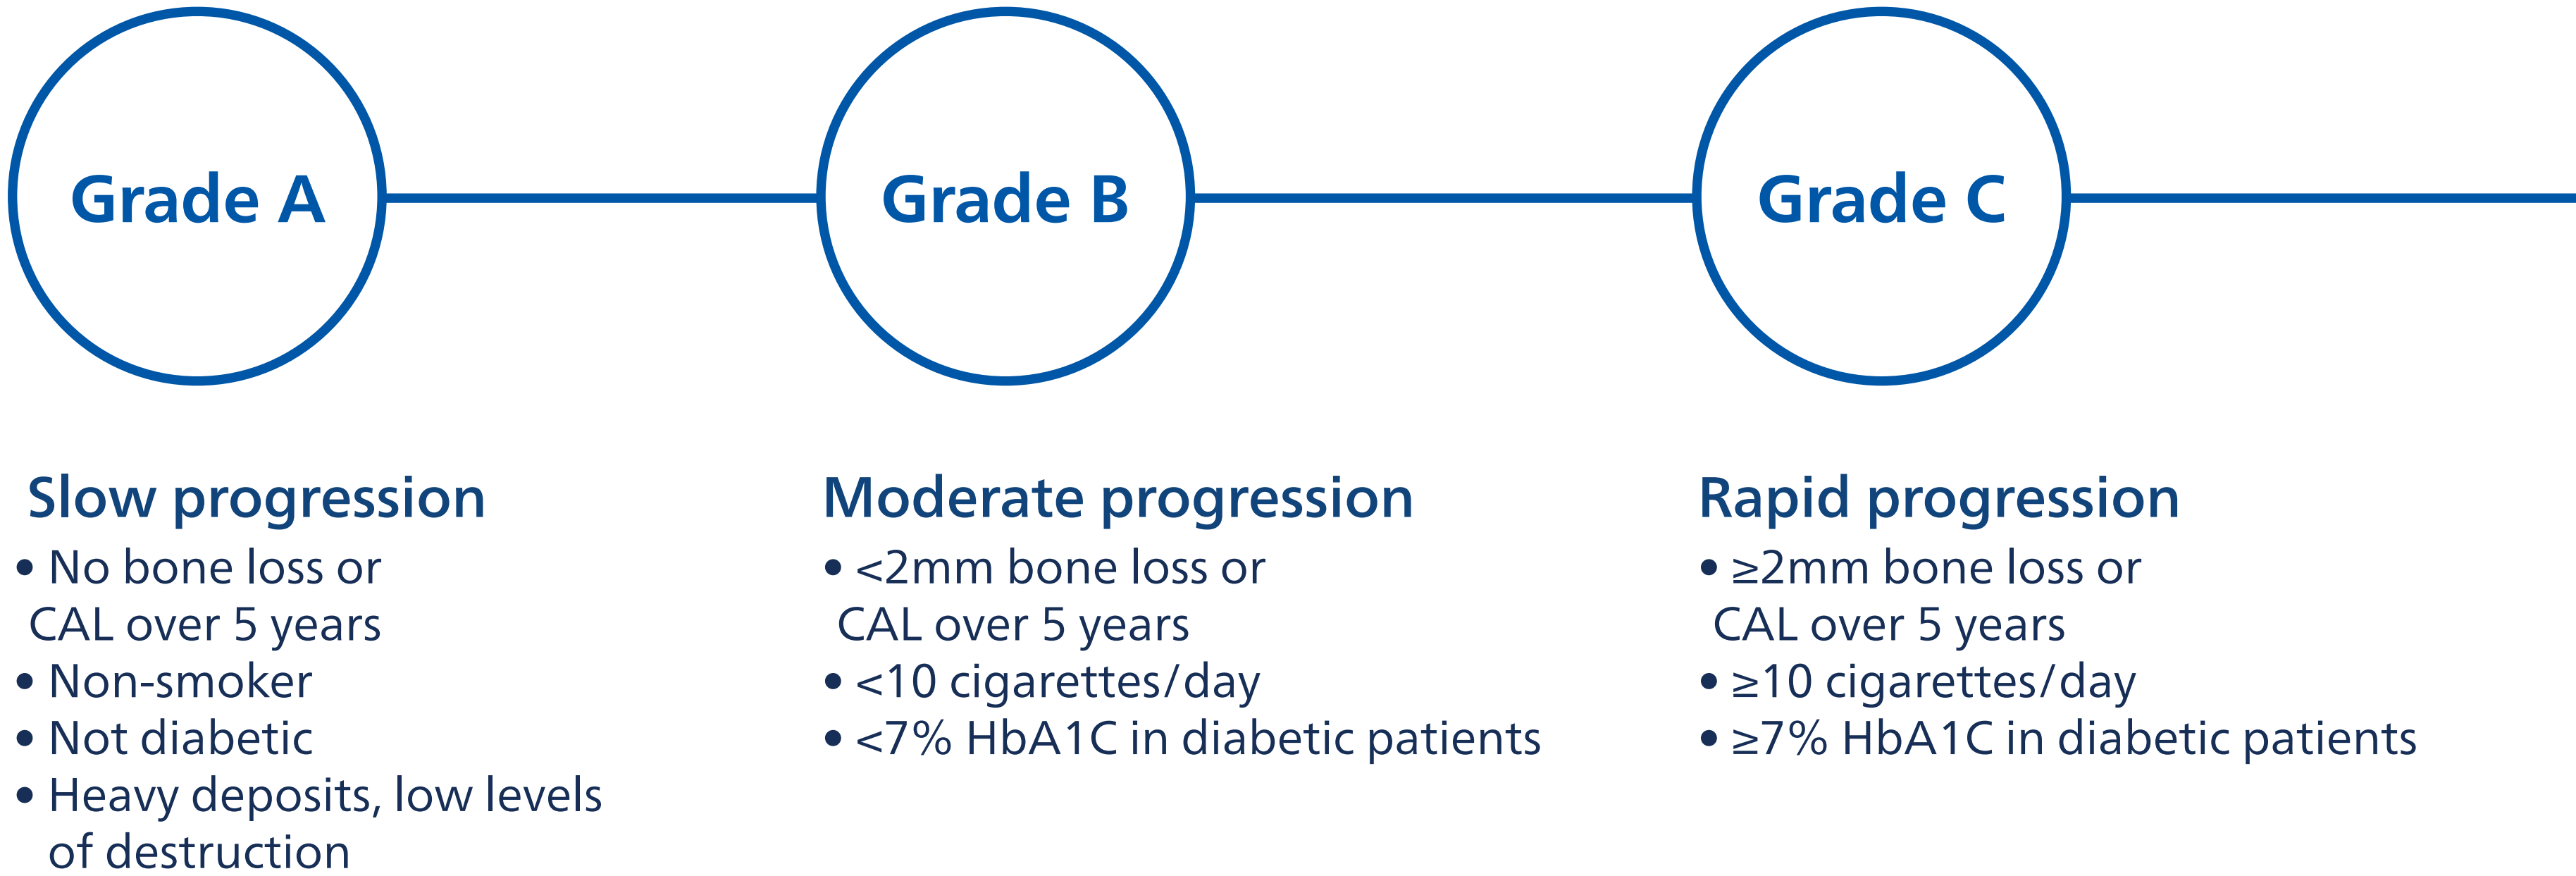 Grade A
Grade B
Grade C
Slow progression
• No bone loss or
CAL over 5 years
• Non-smoker
• Not diabetic
• Heavy deposits, low levels
of destruction
Moderate progression
• <2mm bone loss or
CAL over 5 years
• <10 cigarettes/day
• <7% HbA1C in diabetic patients
Rapid progression
• ≥2mm bone loss or
CAL over 5 years
• ≥10 cigarettes/day
• ≥7% HbA1C in diabetic patients